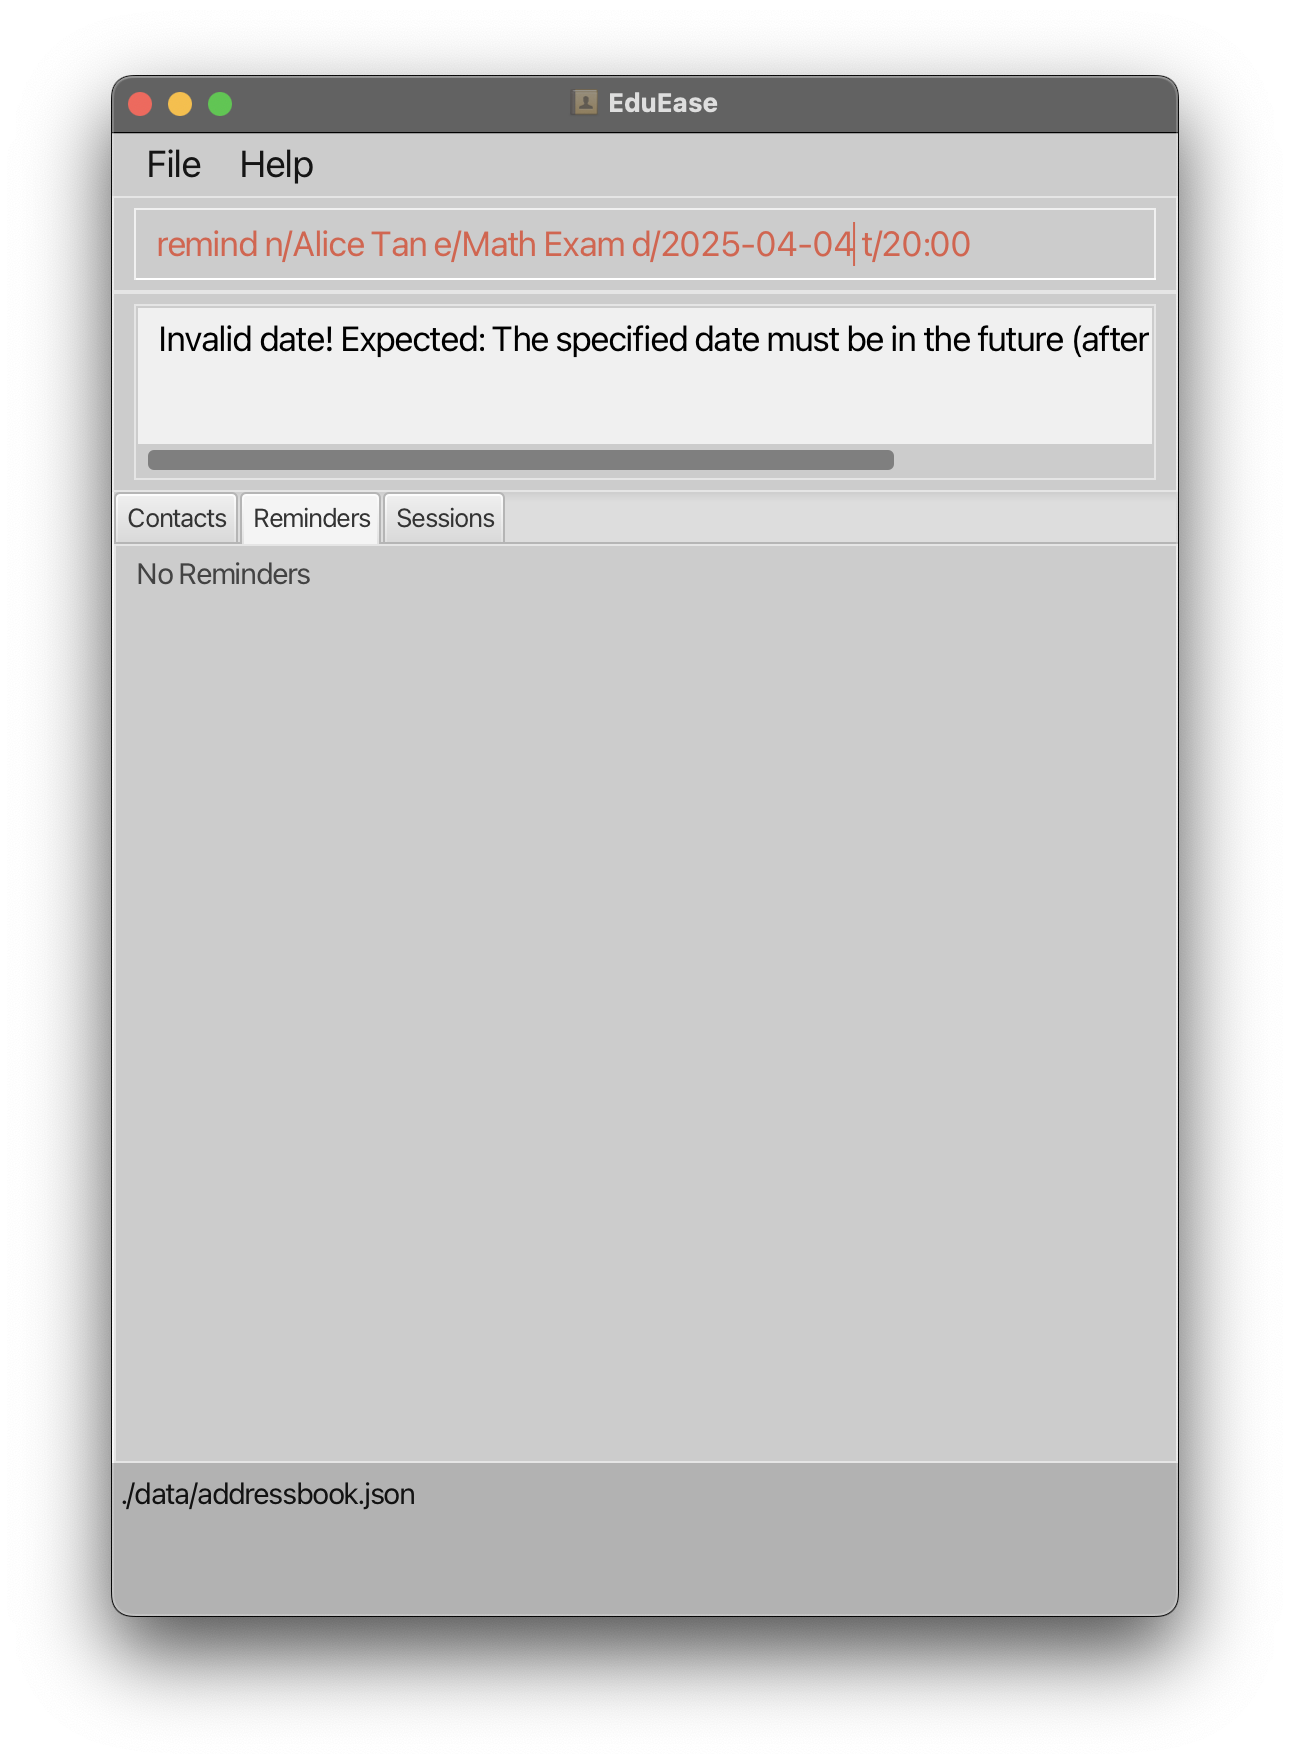 EduEase
File Help
remind n/Alice Tan e/Math Exam d/2025-04-04 t/20:00
Invalid date! Expected: The specified date must be in the future (after
Contacts Reminders Sessions
No Reminders
./data/addressbook.json